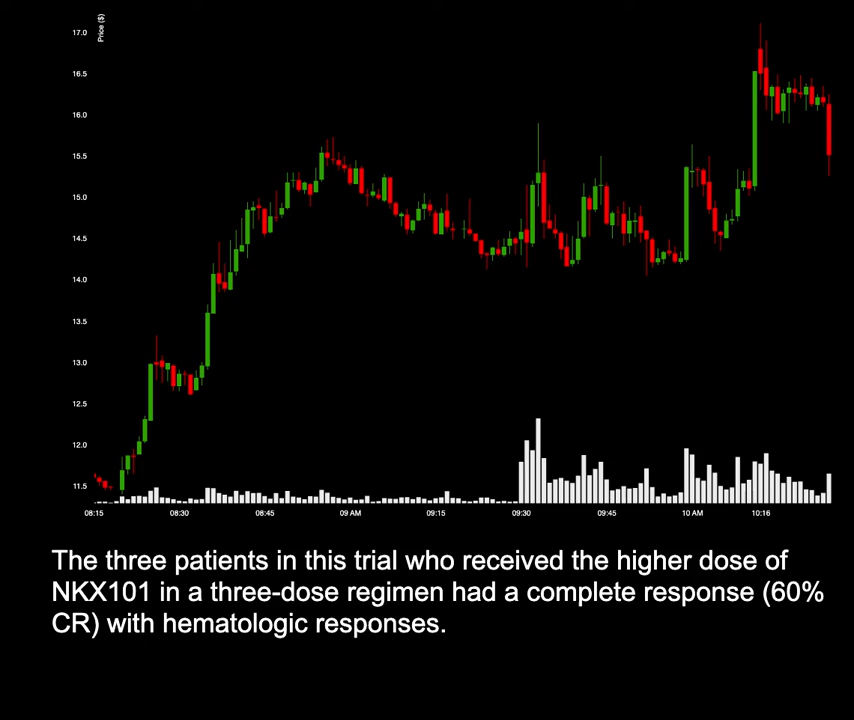 Price ($)
17.0
16.5
16.0
15.5
15.0
14.5
14.0
13.5
13.0
12.5
12.0
11.5
08:15 08:30 08:45 09 AM 09:15 09:30 09:45 10 AM 10:16
The three patients in this trial who received the higher dose of
NKX101 in a three-dose regimen had a complete response (60%
CR) with hematologic responses.